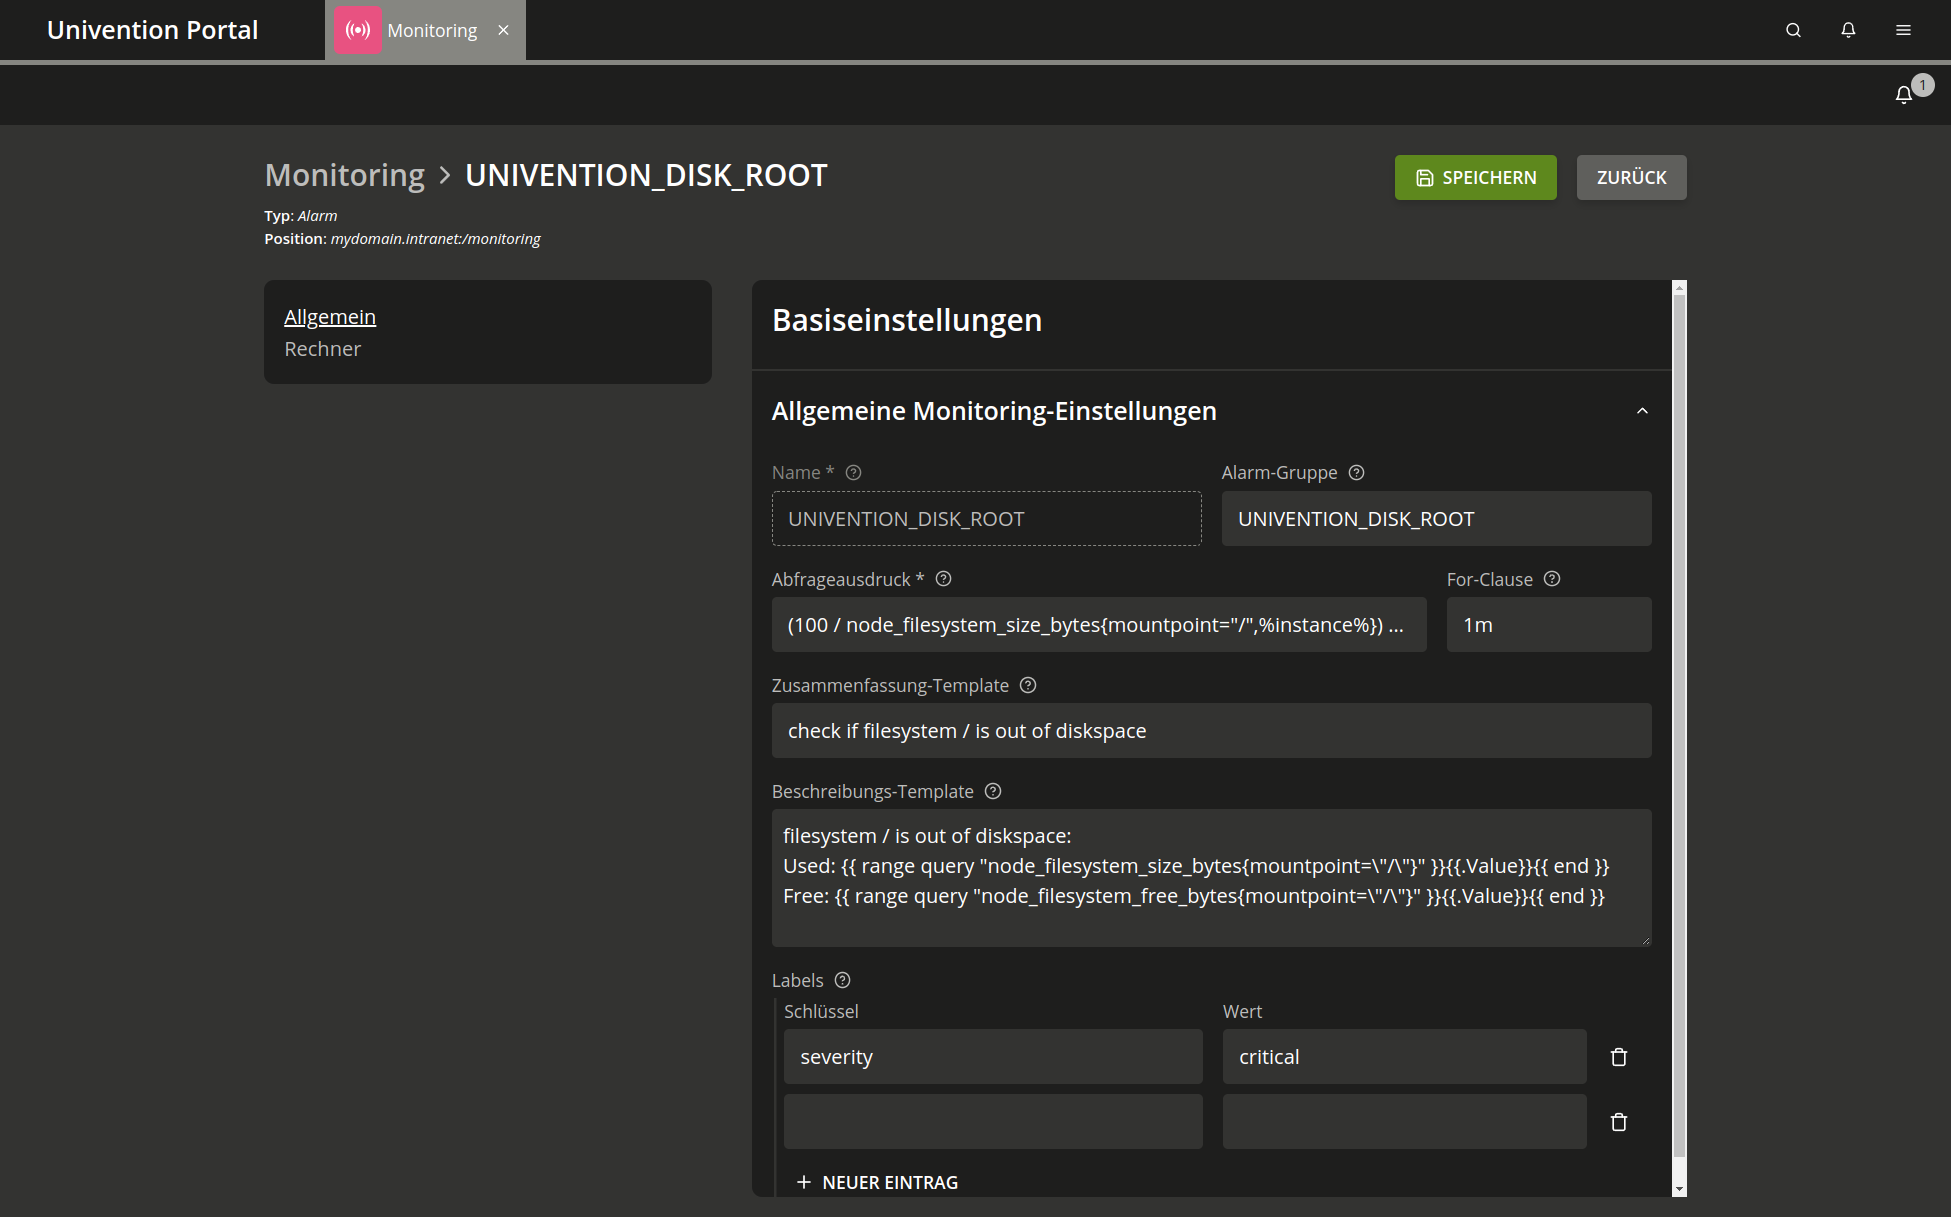 Univention Portal
Monitoring
1
Monitoring > UNIVENTION_DISK_ROOT
SPEICHERN
ZURÜCK
Typ: Alarm
Position: mydomain.intranet:/monitoring
Allgemein
Rechner
Basiseinstellungen
Allgemeine Monitoring-Einstellungen
Name *
Alarm-Gruppe
UNIVENTION_DISK_ROOT
UNIVENTION_DISK_ROOT
Abfrageausdruck *
For-Clause
(100 / node_filesystem_size_bytes{mountpoint="/",%instance%}) ...
1m
Zusammenfassung-Template
check if filesystem / is out of diskspace
Beschreibungs-Template
filesystem / is out of diskspace:
Used: {{ range query "node_filesystem_size_bytes{mountpoint=\"/\"}" }}{{.Value}}{{ end }}
Free: {{ range query "node_filesystem_free_bytes{mountpoint=\"/\"}" }}{{.Value}}{{ end }}
Labels
Schlüssel
Wert
severity
critical
+ NEUER EINTRAG